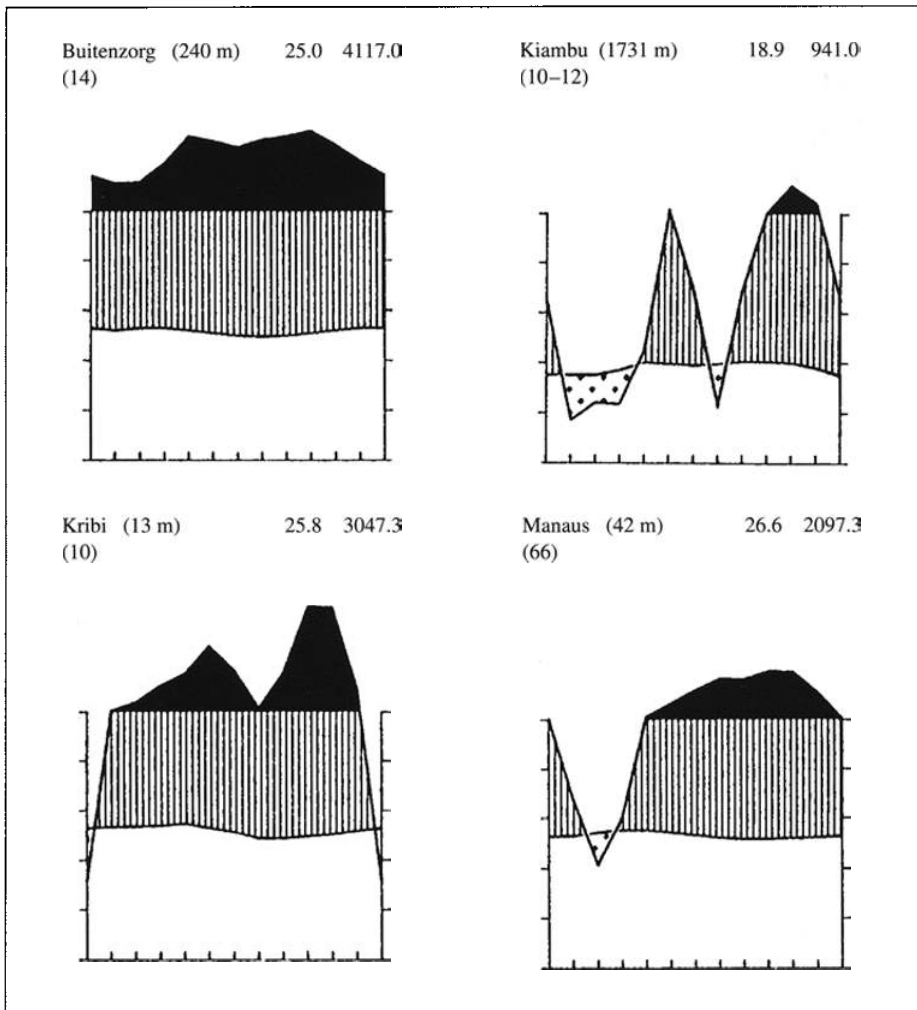 Buitenzorg (240 m) 25.0 4117.0
(14)
Kiambu (1731 m) 18.9 941.0
(10–12)
Kribi (13 m) 25.8 3047.3
(10)
Manaus (42 m) 26.6 2097.3
(66)